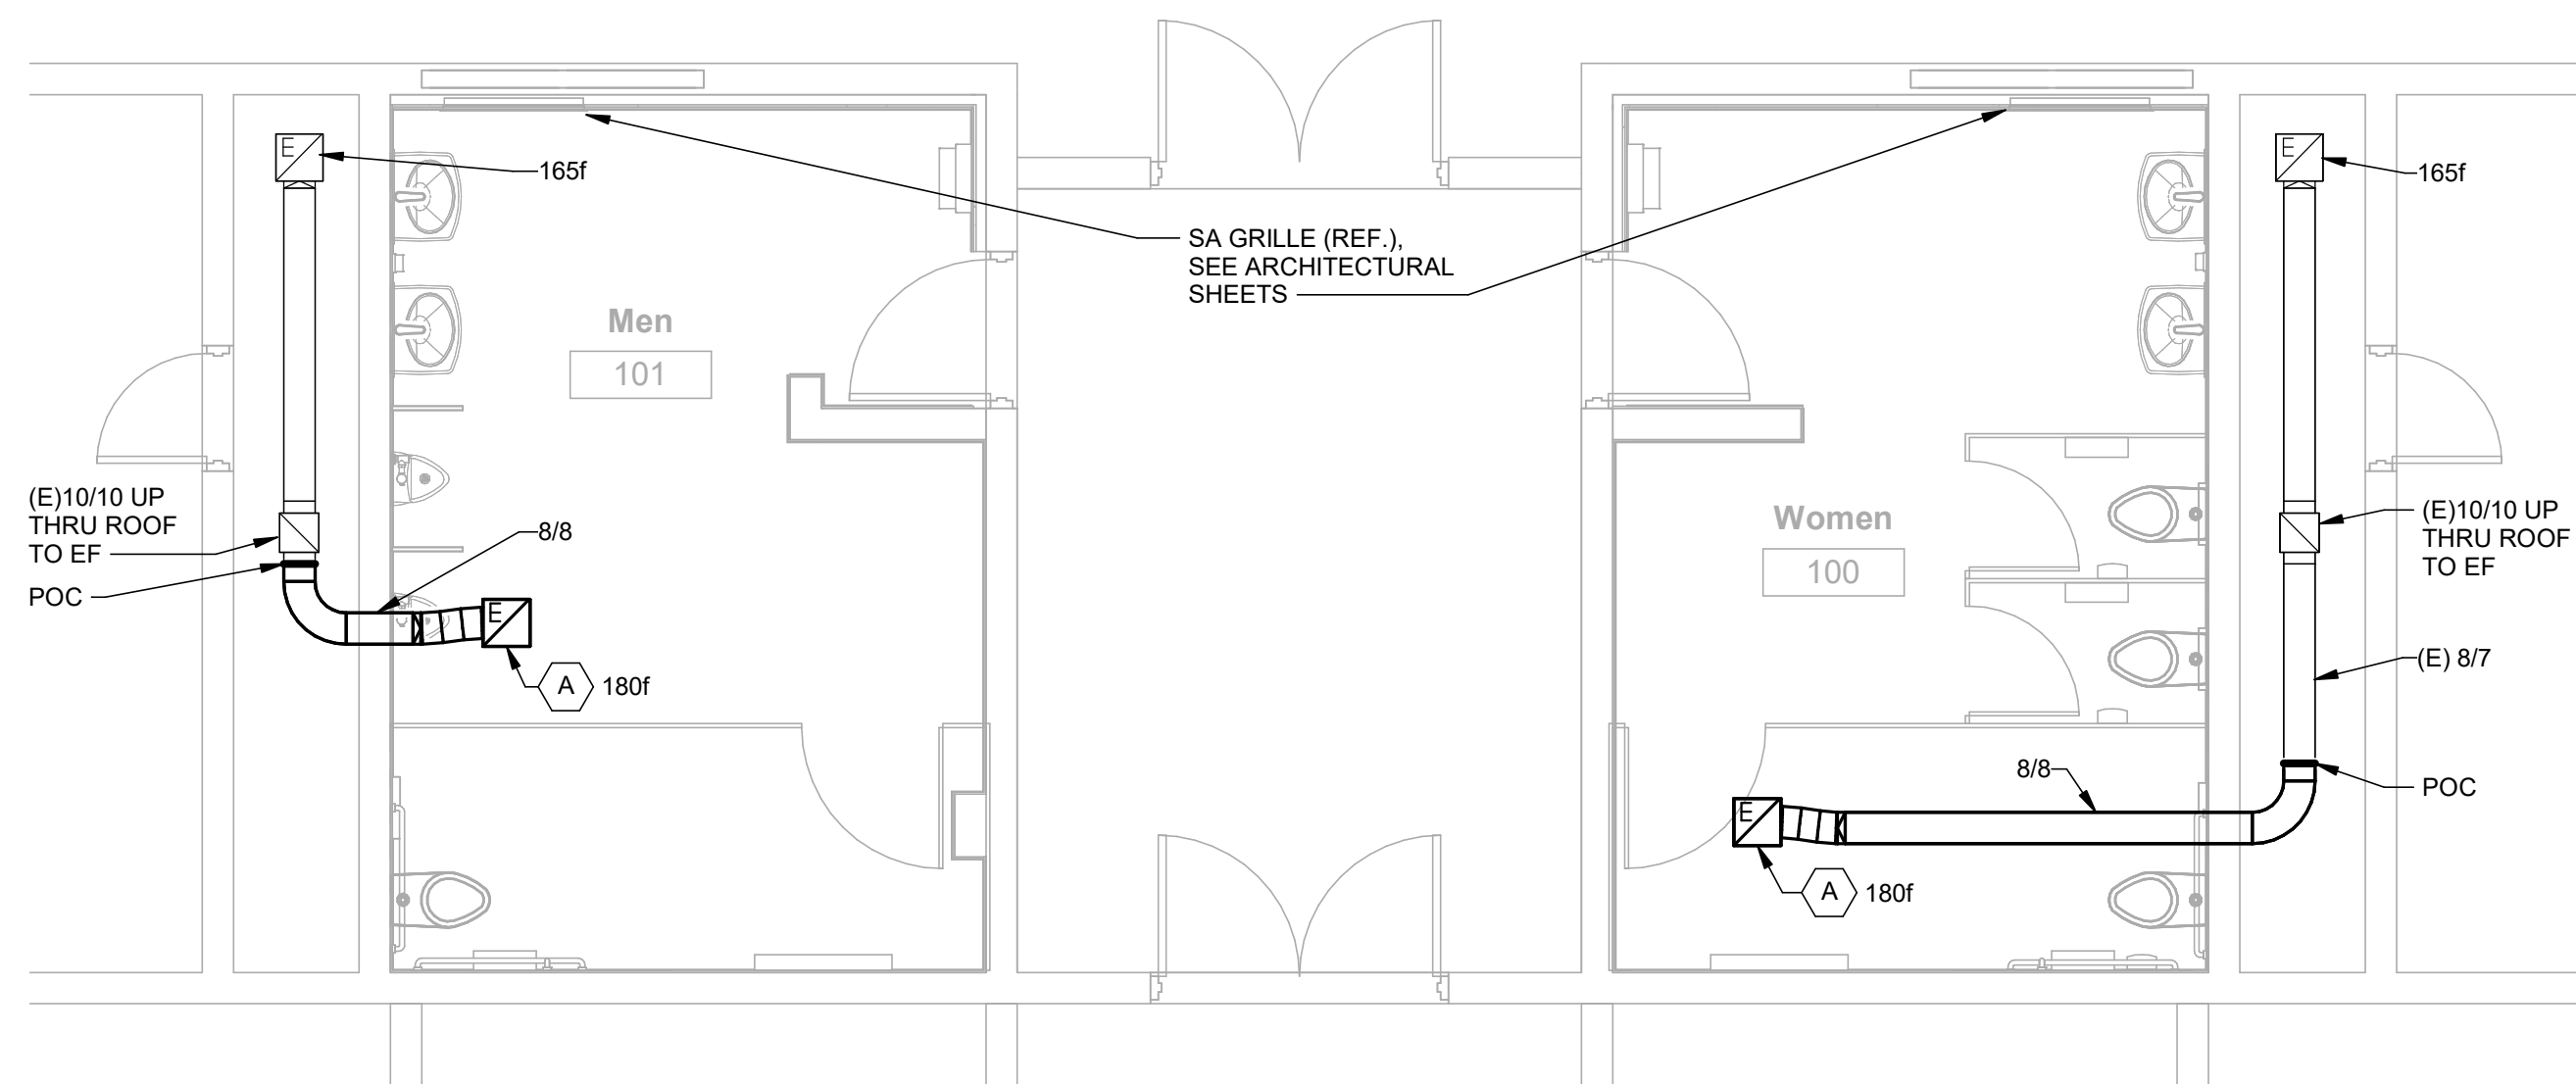 E
165f
E
165f
SA GRILLE (REF.),
SEE ARCHITECTURAL
SHEETS
Men
101
(E)10/10 UP
THRU ROOF
TO EF
POC
8/8
E
A 180f
Women
100
(E)10/10 UP
THRU ROOF
TO EF
(E) 8/7
8/8
POC
E
A 180f